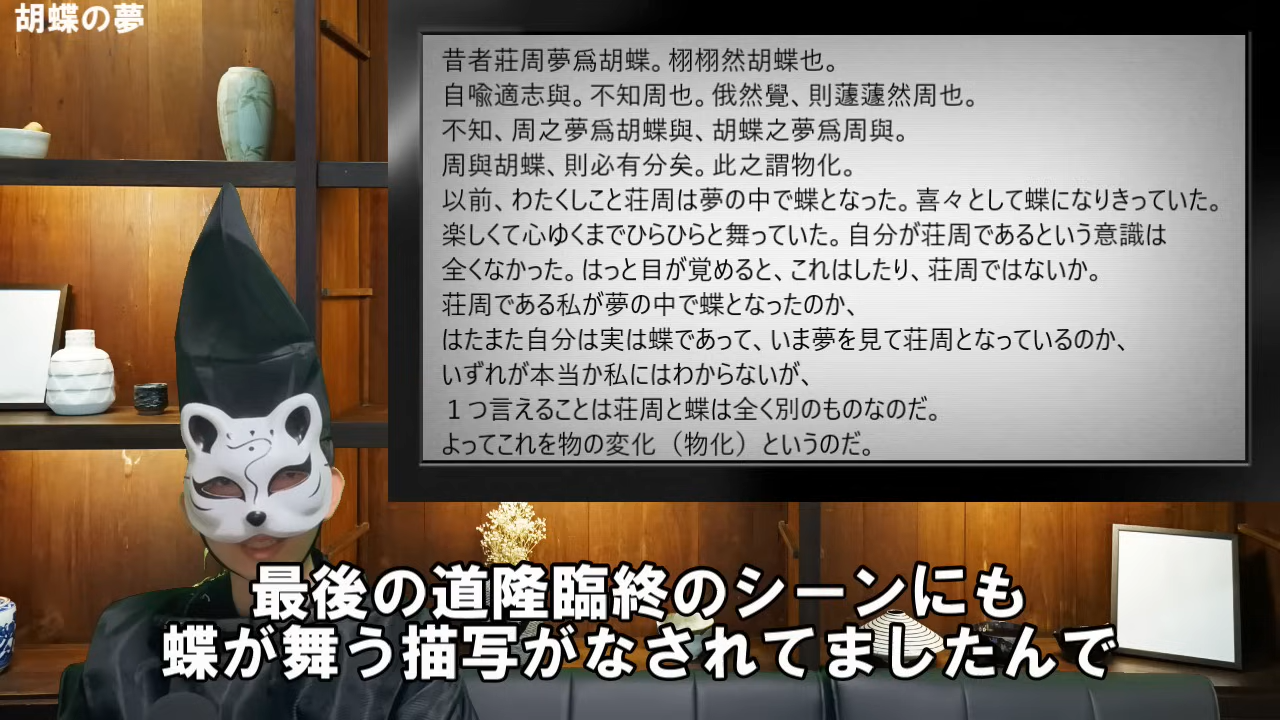 胡蝶の夢
昔者莊周夢爲胡蝶。栩栩然胡蝶也。
自喩適志與。不知周也。俄然覺、則蘧蘧然周也。
不知、周之夢爲胡蝶與、胡蝶之夢爲周與。
周與胡蝶、則必有分矣。此之謂物化。
以前、わたくしこと荘周は夢の中で蝶となった。喜々として蝶になりきっていた。
楽しくて心ゆくまでひらひらと舞っていた。自分が荘周であるという意識は
全くなかった。はっと目が覚めると、これはしたり、荘周ではないか。
荘周である私が夢の中で蝶となったのか、
はたまた自分は実は蝶であって、いま夢を見て荘周となっているのか、
いずれが本当か私にはわからないが、
１つ言えることは荘周と蝶は全く別のものなのだ。
よってこれを物の変化（物化）というのだ。
最後の道隆臨終のシーンにも
蝶が舞う描写がなされてましたんで